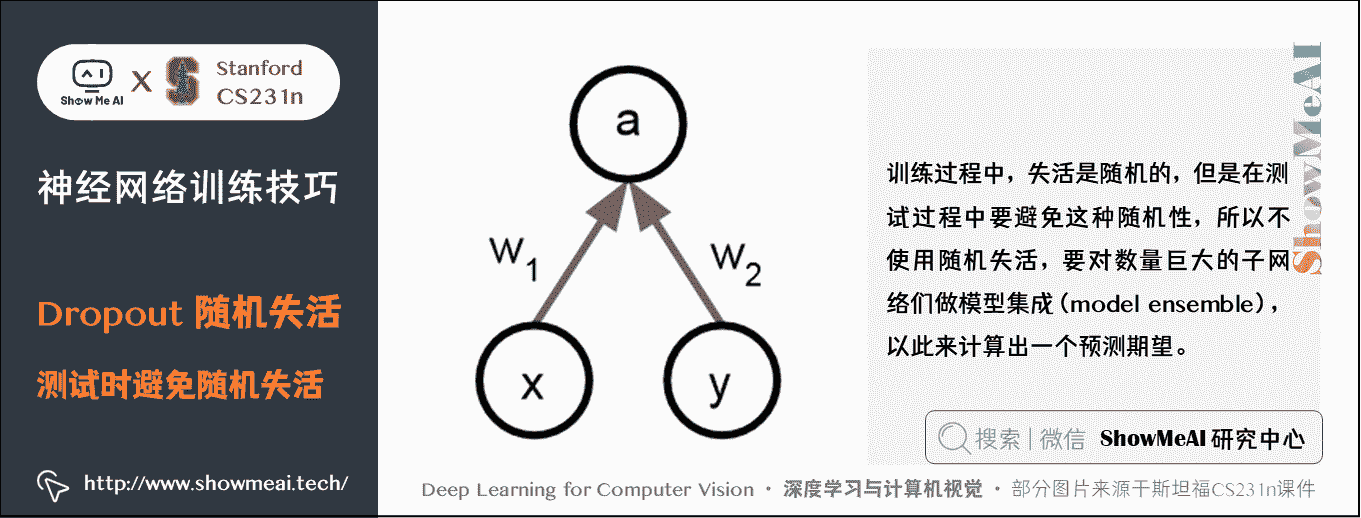 Show Me AI
X
Stanford
CS231n
神经网络训练技巧
Dropout 随机失活
测试时避免随机失活
http://www.showmeai.tech/
a
W1
W2
x
y
训练过程中，失活是随机的，但是在测
试过程中要避免这种随机性，所以不
使用随机失活，要对数量巨大的子网
络们做模型集成（model ensemble），
以此来计算出一个预测期望。
ShowMeAI
搜索 | 微信 ShowMeAI 研究中心
Deep Learning for Computer Vision · 深度学习与计算机视觉 · 部分图片来源于斯坦福CS231n课件